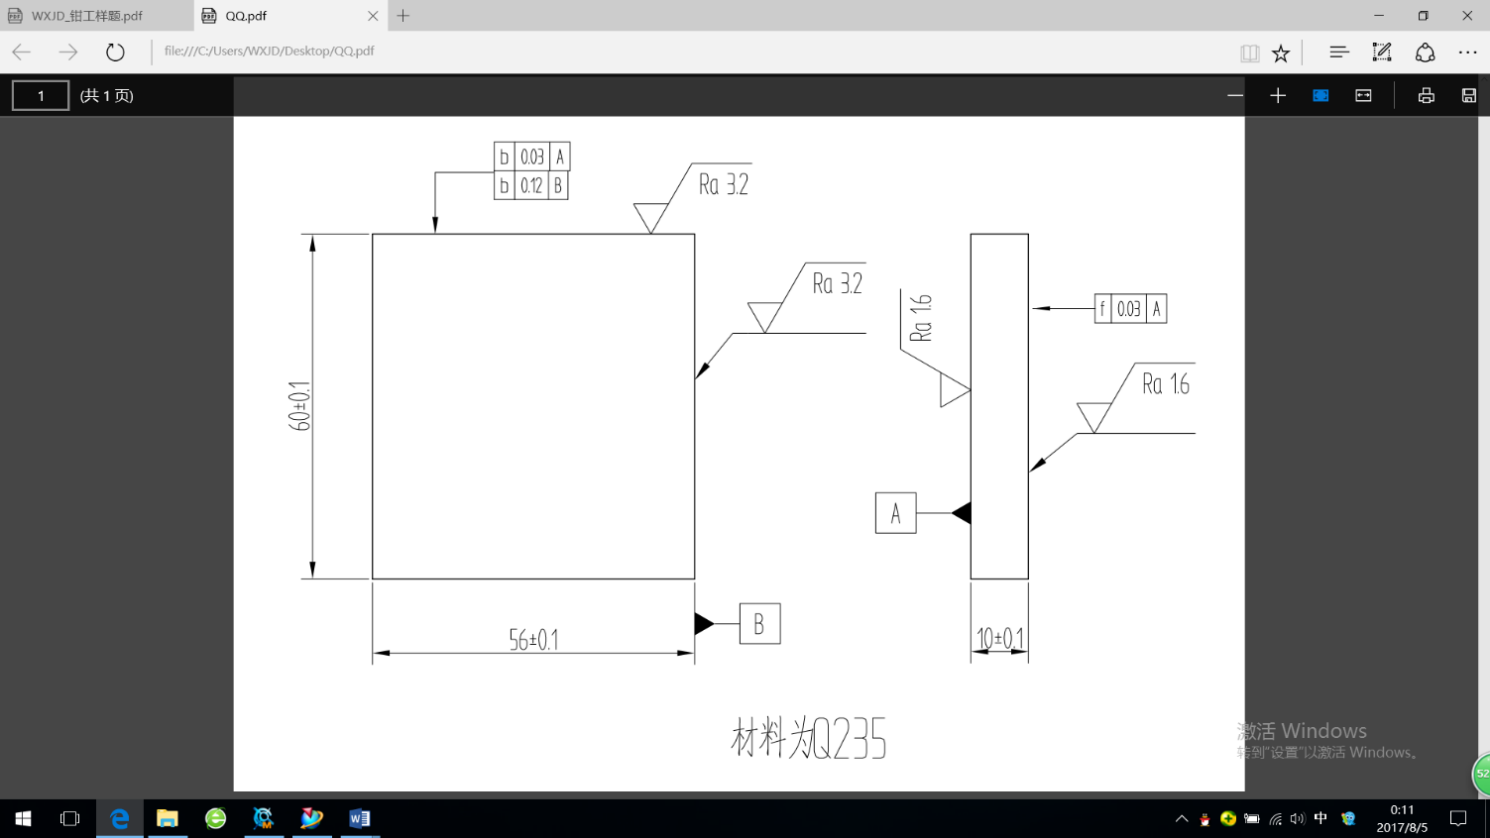 WXJD_钳工样题.pdf
QQ.pdf
file:///C:/Users/WXJD/Desktop/QQ.pdf
1 (共 1 页)
b 0.03 A
b 0.12 B
Ra 3.2
Ra 3.2
Ra 1.6
f 0.03 A
60±0.1
Ra 1.6
A
B
56±0.1
10±0.1
材料为Q235
激活 Windows
转到"设置"以激活 Windows。
52
中
0:11
2017/8/5